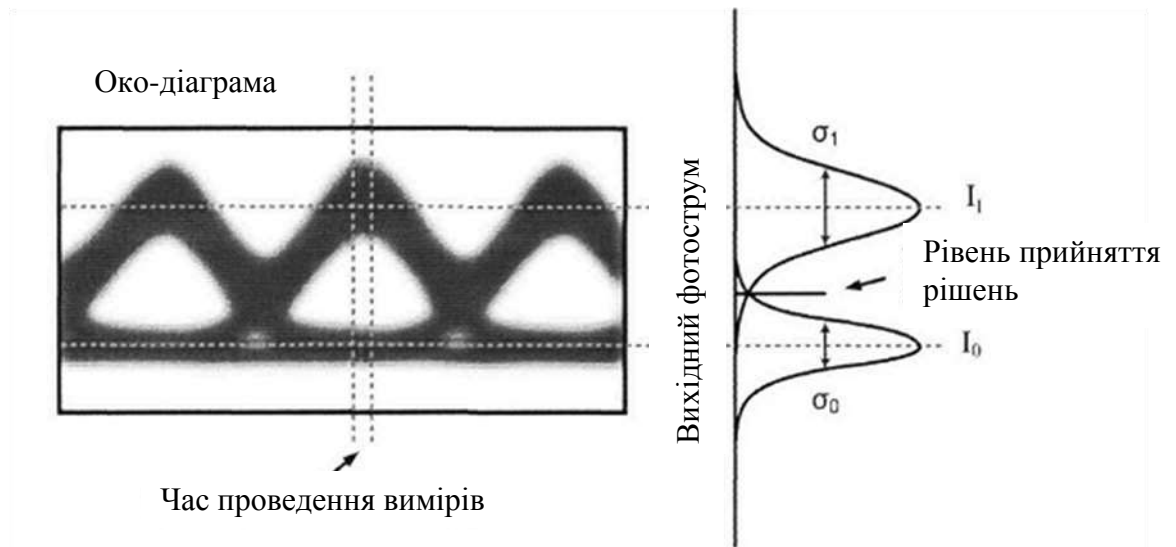 Око-діаграма
Час проведення вимірів
Вихідний фотострум
σ₁
I₁
Рівень прийняття
рішень
I₀
σ₀